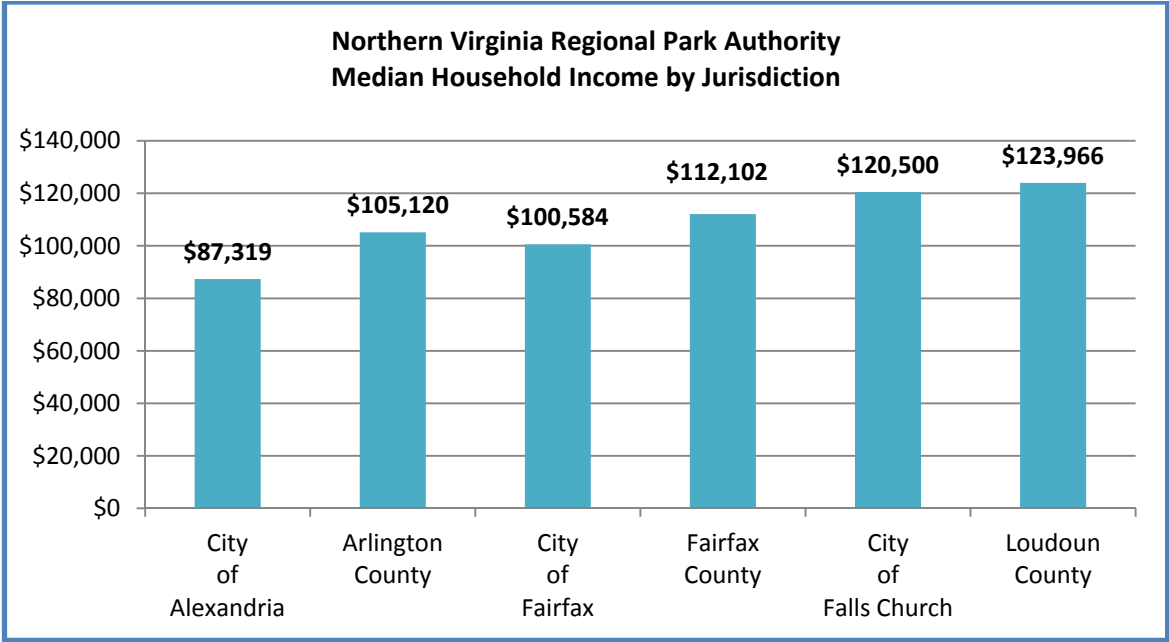 Northern Virginia Regional Park Authority
Median Household Income by Jurisdiction
$140,000
$120,000
$100,000
$80,000
$60,000
$40,000
$20,000
$0
$87,319
$105,120
$100,584
$112,102
$120,500
$123,966
City
of
Alexandria
Arlington
County
City
of
Fairfax
Fairfax
County
City
of
Falls Church
Loudoun
County